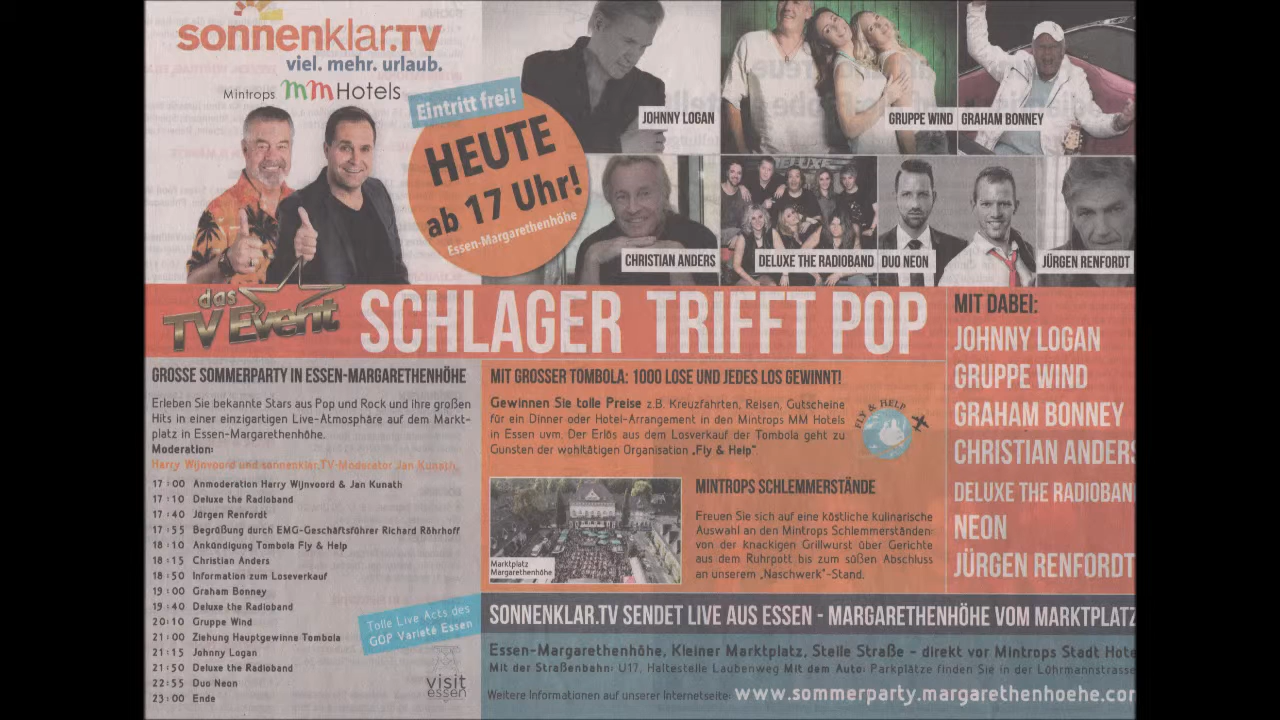 sonnenklar.TV
viel. mehr. urlaub.
Mintrops MM Hotels
Eintritt frei!
HEUTE
ab 17 Uhr!
Essen-Margarethenhöhe
JOHNNY LOGAN
GRUPPE WIND
GRAHAM BONNEY
CHRISTIAN ANDERS
DELUXE
DELUXE THE RADIOBAND
DUO NEON
JÜRGEN RENFORDT
das
TV Event
SCHLAGER TRIFFT POP
GROSSE SOMMERPARTY IN ESSEN-MARGARETHENHÖHE
Erleben Sie bekannte Stars aus Pop und Rock und ihre großen
Hits in einer einzigartigen Live-Atmosphäre auf dem Markt-
platz in Essen-Margarethenhöhe.
Moderation:
Harry Wijnvoord und sonnenklar.TV-Moderator Jan Kunath.
17:00 Anmoderation Harry Wijnvoord & Jan Kunath
17:10 Deluxe the Radioband
17:40 Jürgen Renfordt
17:55 Begrüßung durch EMG-Geschäftsführer Richard Röhrhoff
18:10 Ankündigung Tombola Fly & Help
18:15 Christian Anders
18:50 Information zum Loseverkauf
19:00 Graham Bonney
19:40 Deluxe the Radioband
20:10 Gruppe Wind
21:00 Ziehung Hauptgewinne Tombola
21:15 Johnny Logan
21:50 Deluxe the Radioband
22:55 Duo Neon
23:00 Ende
Tolle Live Acts des
GOP Varieté Essen
visit
essen
MIT GROSSER TOMBOLA: 1000 LOSE UND JEDES LOS GEWINNT!
Gewinnen Sie tolle Preise z.B. Kreuzfahrten, Reisen, Gutscheine
für ein Dinner oder Hotel-Arrangement in den Mintrops MM Hotels
in Essen uvm. Der Erlös aus dem Losverkauf der Tombola geht zu
Gunsten der wohltätigen Organisation „Fly & Help".
FLY & HELP
Marktplatz
Margarethenhöhe
MINTROPS SCHLEMMERSTÄNDE
Freuen Sie sich auf eine köstliche kulinarische
Auswahl an den Mintrops Schlemmerständen:
von der knackigen Grillwurst über Gerichte
aus dem Ruhrpott bis zum süßen Abschluss
an unserem „Naschwerk"-Stand.
MIT DABEI:
JOHNNY LOGAN
GRUPPE WIND
GRAHAM BONNEY
CHRISTIAN ANDERS
DELUXE THE RADIOBAN
NEON
JÜRGEN RENFORDT
SONNENKLAR.TV SENDET LIVE AUS ESSEN - MARGARETHENHÖHE VOM MARKTPLATZ
Essen-Margarethenhöhe, Kleiner Marktplatz, Steile Straße - direkt vor Mintrops Stadt Hote
Mit der Straßenbahn: U17, Haltestelle Laubenweg Mit dem Auto: Parkplätze finden Sie in der Lührmannstrasse
Weitere Informationen auf unserer Internetseite: www.sommerparty.margarethenhoehe.com